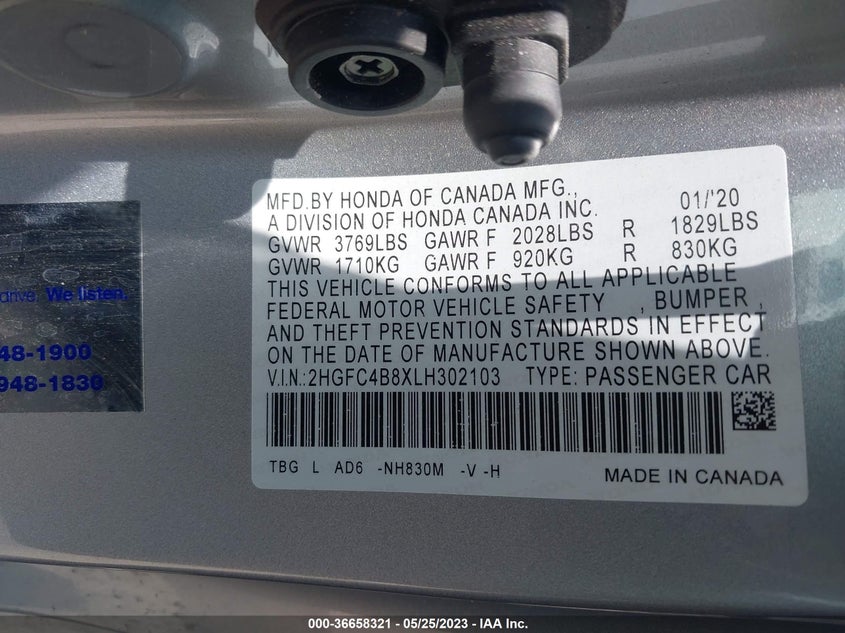 MFD.BY HONDA OF CANADA MFG., 01/'20
A DIVISION OF HONDA CANADA INC.
GVWR 3769LBS GAWR F 2028LBS R 1829LBS
GVWR 1710KG GAWR F 920KG R 830KG
THIS VEHICLE CONFORMS TO ALL APPLICABLE
FEDERAL MOTOR VEHICLE SAFETY , BUMPER ,
AND THEFT PREVENTION STANDARDS IN EFFECT
ON THE DATE OF MANUFACTURE SHOWN ABOVE.
V.I.N.:2HGFC4B8XLH302103 TYPE: PASSENGER CAR
TBG L AD6 -NH830M -V -H
MADE IN CANADA
drive. We listen.
48-1900
948-1830
000-36658321 / 05/25/2023 - IAA Inc.